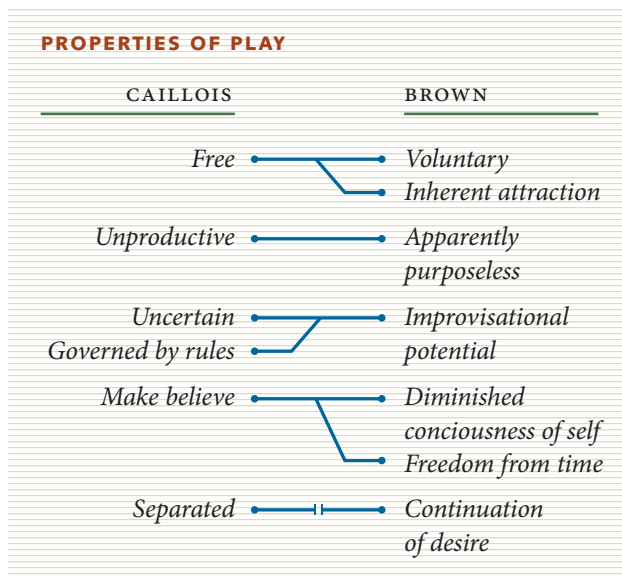 PROPERTIES OF PLAY
CAILLOIS
BROWN
Free
Voluntary
Inherent attraction
Unproductive
Apparently
purposeless
Uncertain
Improvisational
Governed by rules
potential
Make believe
Diminished
conciousness of self
Freedom from time
Separated
Continuation
of desire